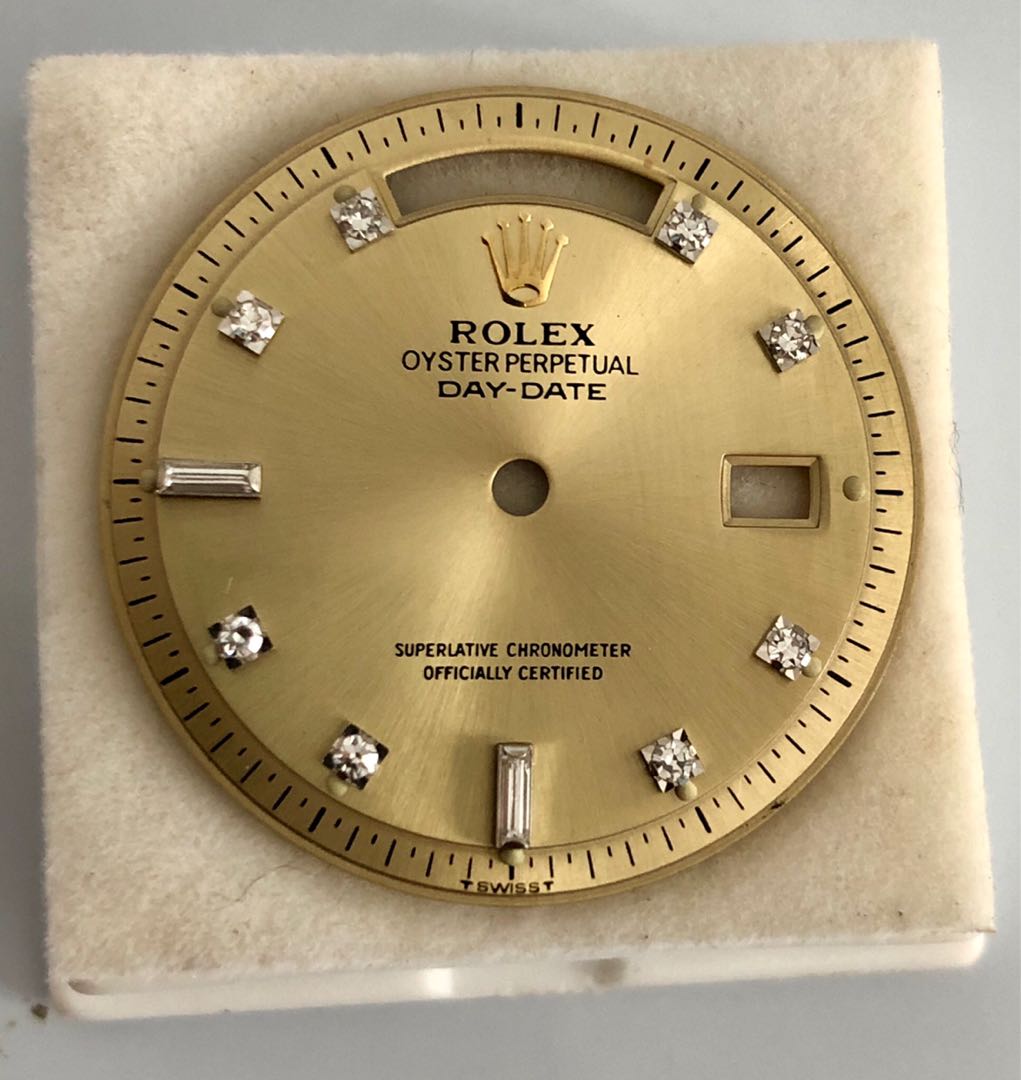 ROLEX
OYSTER PERPETUAL
DAY-DATE
SUPERLATIVE CHRONOMETER
OFFICIALLY CERTIFIED
T SWISS T